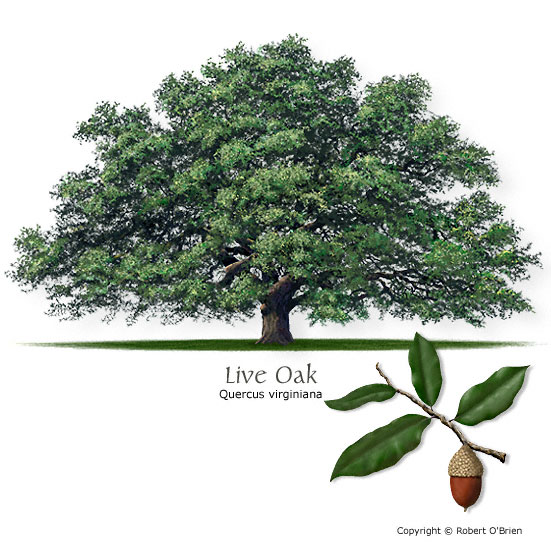 Live Oak
Quercus virginiana
Copyright © Robert O'Brien